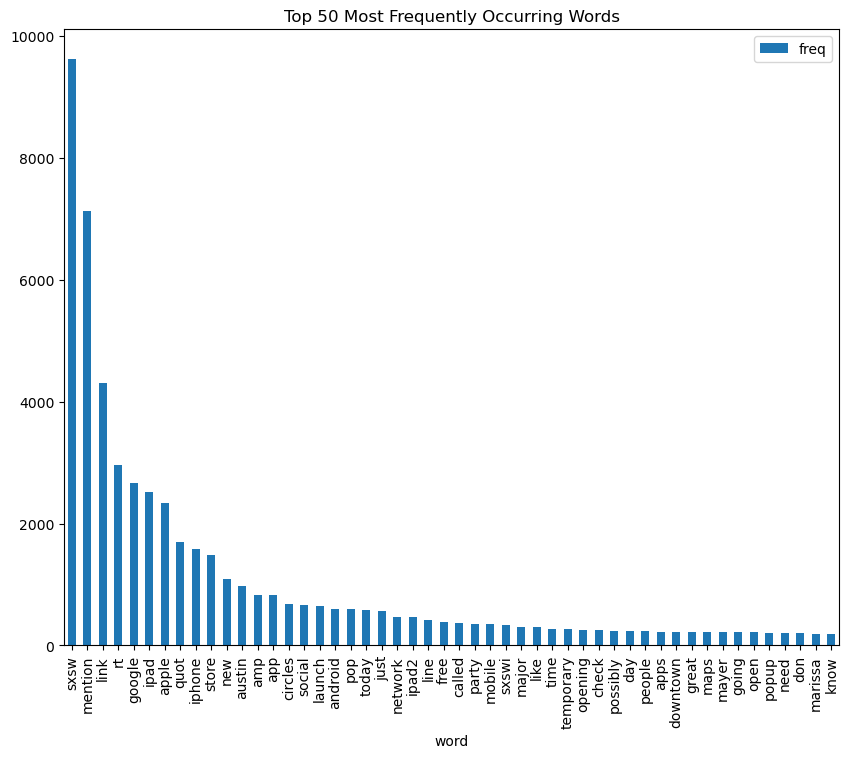 Top 50 Most Frequently Occurring Words
freq
10000
8000
6000
4000
2000
0
sxsw
mention
link
rt
google
ipad
apple
quot
iphone
store
new
austin
amp
app
circles
social
launch
android
pop
today
just
network
ipad2
line
free
called
party
mobile
sxswi
major
like
time
temporary
opening
check
possibly
day
people
apps
downtown
great
maps
mayer
going
open
popup
need
don
marissa
know
word